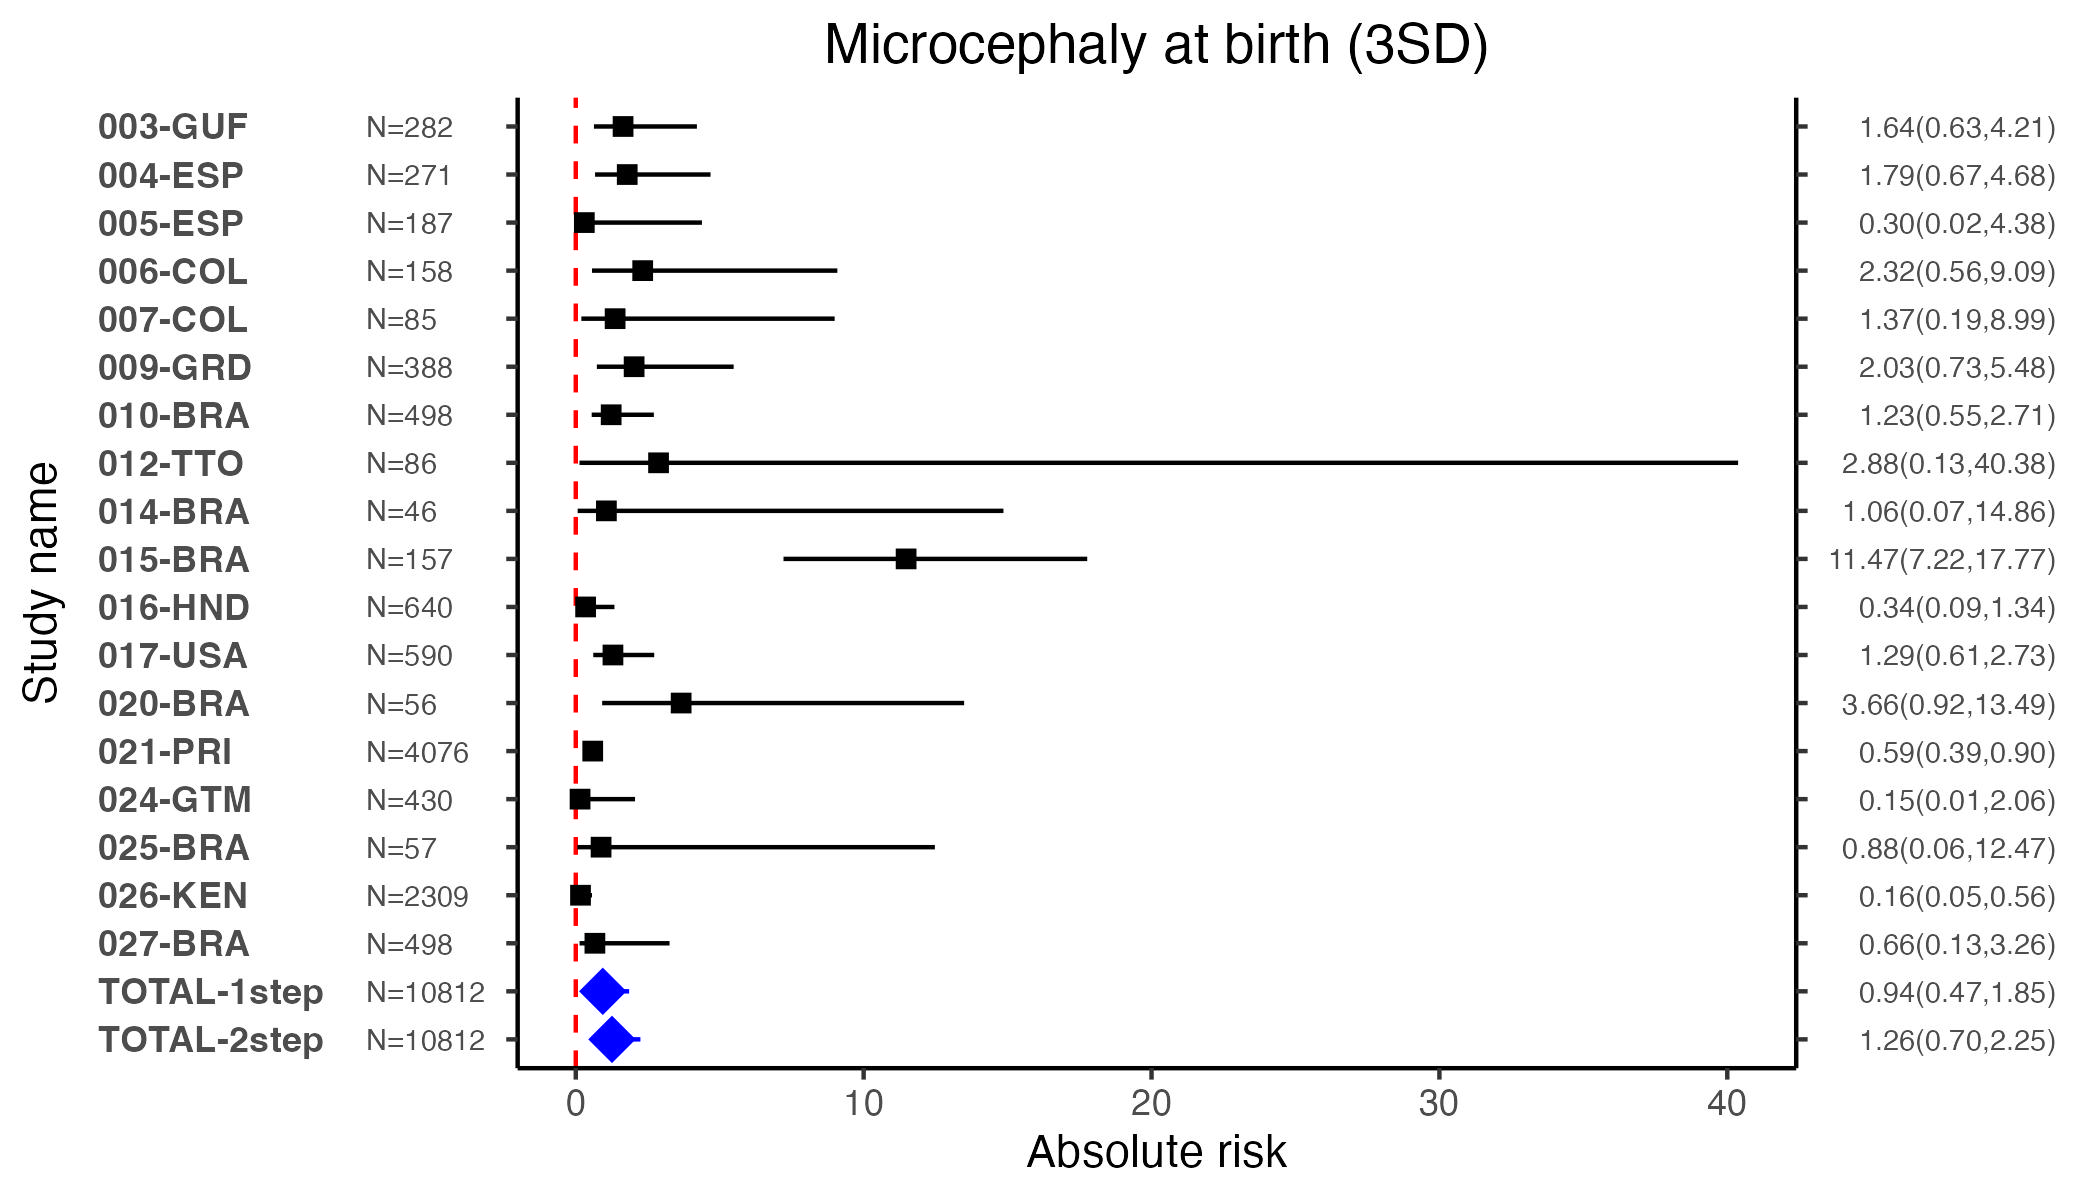 Microcephaly at birth (3SD)
003-GUF N=282 1.64(0.63,4.21)
004-ESP N=271 1.79(0.67,4.68)
005-ESP N=187 0.30(0.02,4.38)
006-COL N=158 2.32(0.56,9.09)
007-COL N=85 1.37(0.19,8.99)
009-GRD N=388 2.03(0.73,5.48)
010-BRA N=498 1.23(0.55,2.71)
012-TTO N=86 2.88(0.13,40.38)
014-BRA N=46 1.06(0.07,14.86)
015-BRA N=157 11.47(7.22,17.77)
016-HND N=640 0.34(0.09,1.34)
017-USA N=590 1.29(0.61,2.73)
020-BRA N=56 3.66(0.92,13.49)
021-PRI N=4076 0.59(0.39,0.90)
024-GTM N=430 0.15(0.01,2.06)
025-BRA N=57 0.88(0.06,12.47)
026-KEN N=2309 0.16(0.05,0.56)
027-BRA N=498 0.66(0.13,3.26)
TOTAL-1step N=10812 0.94(0.47,1.85)
TOTAL-2step N=10812 1.26(0.70,2.25)
Study name
0 10 20 30 40
Absolute risk